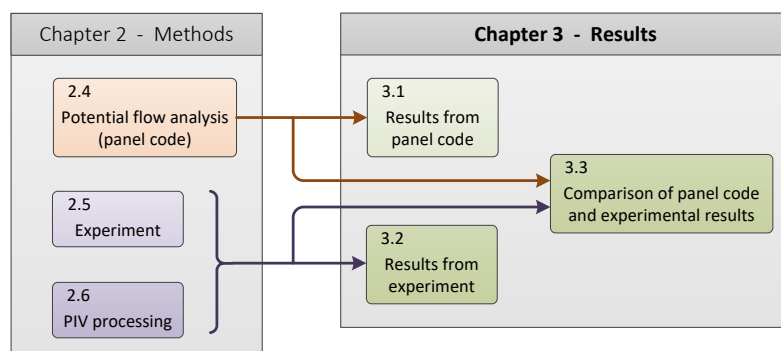 Chapter 2 - Methods
2.4
Potential flow analysis
(panel code)
2.5
Experiment
2.6
PIV processing
Chapter 3 - Results
3.1
Results from
panel code
3.3
Comparison of panel code
and experimental results
3.2
Results from
experiment